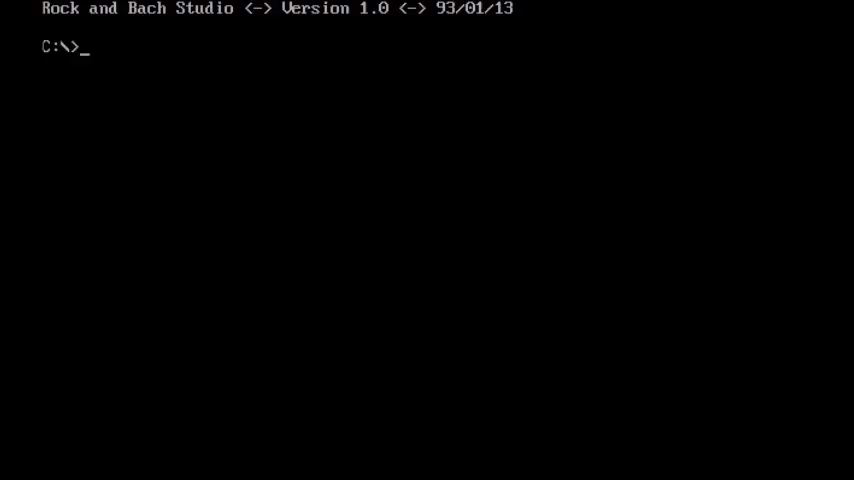 Rock and Bach Studio <-> Version 1.0 <-> 93/01/13
C:\>_